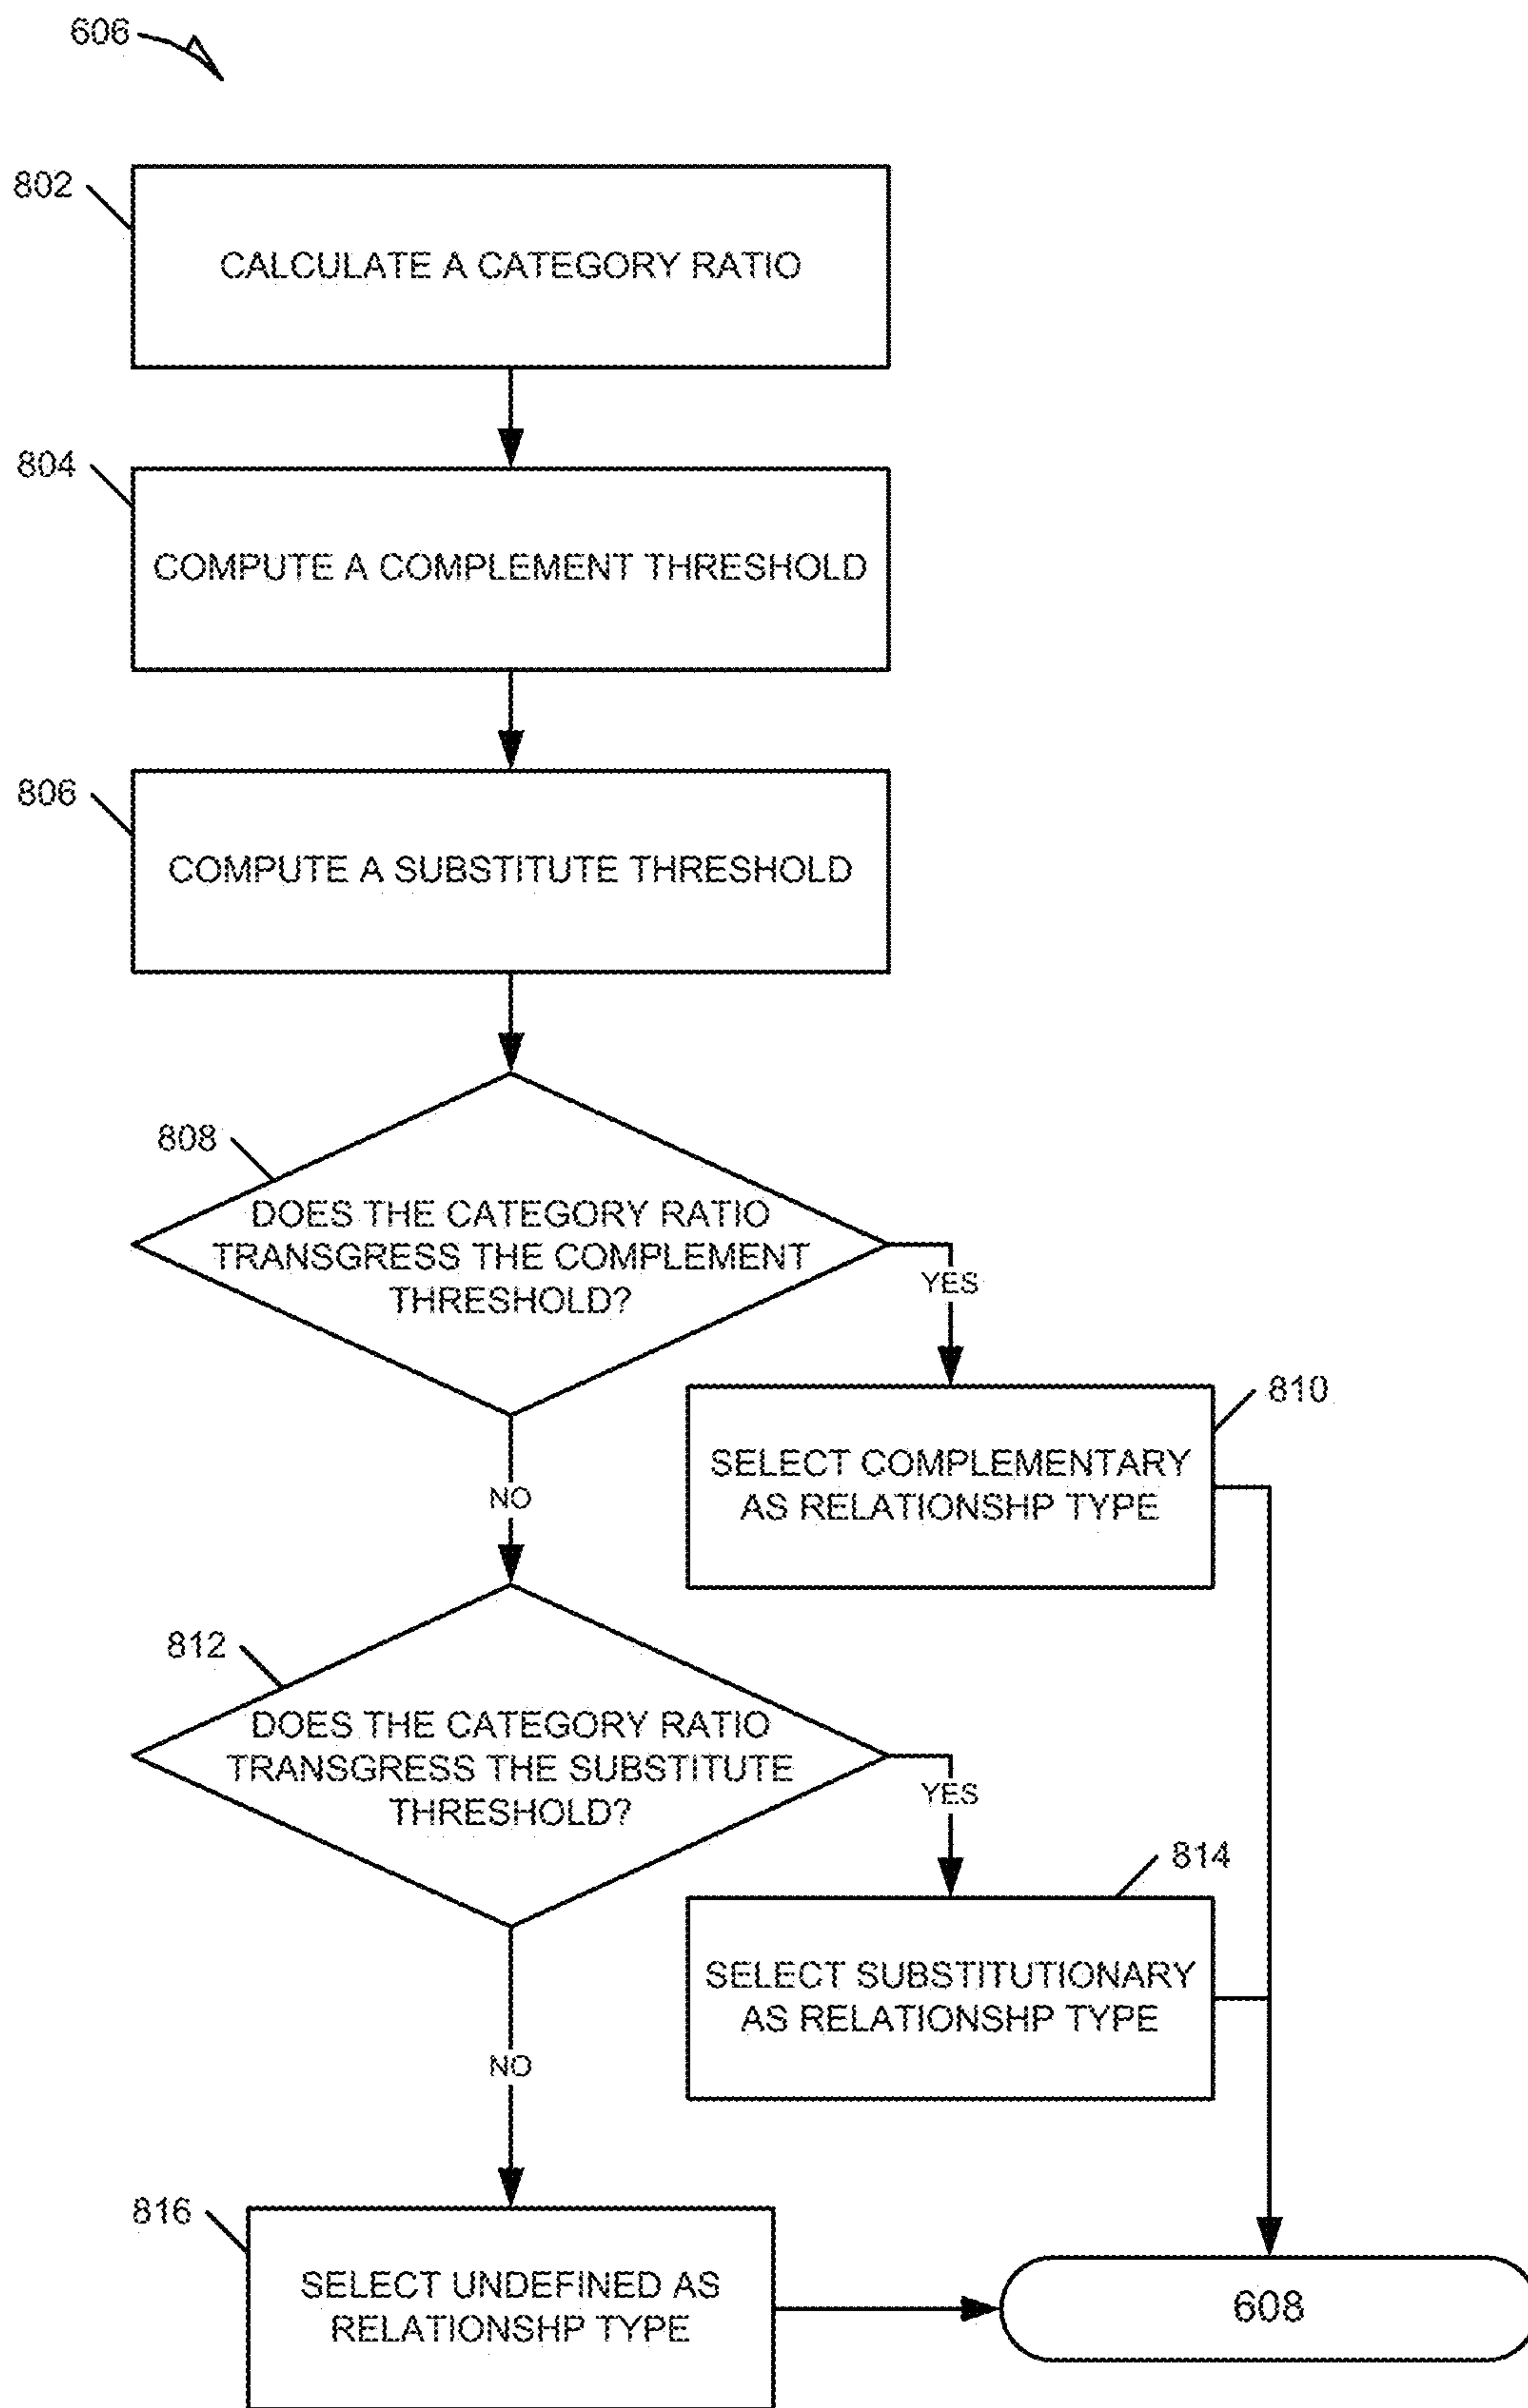 606
802
CALCULATE A CATEGORY RATIO
804
COMPUTE A COMPLEMENT THRESHOLD
806
COMPUTE A SUBSTITUTE THRESHOLD
808
DOES THE CATEGORY RATIO
TRANSGRESS THE COMPLEMENT
THRESHOLD?
YES
810
SELECT COMPLEMENTARY
AS RELATIONSHP TYPE
NO
812
DOES THE CATEGORY RATIO
TRANSGRESS THE SUBSTITUTE
THRESHOLD?
YES
814
SELECT SUBSTITUTIONARY
AS RELATIONSHP TYPE
NO
816
SELECT UNDEFINED AS
RELATIONSHP TYPE
608